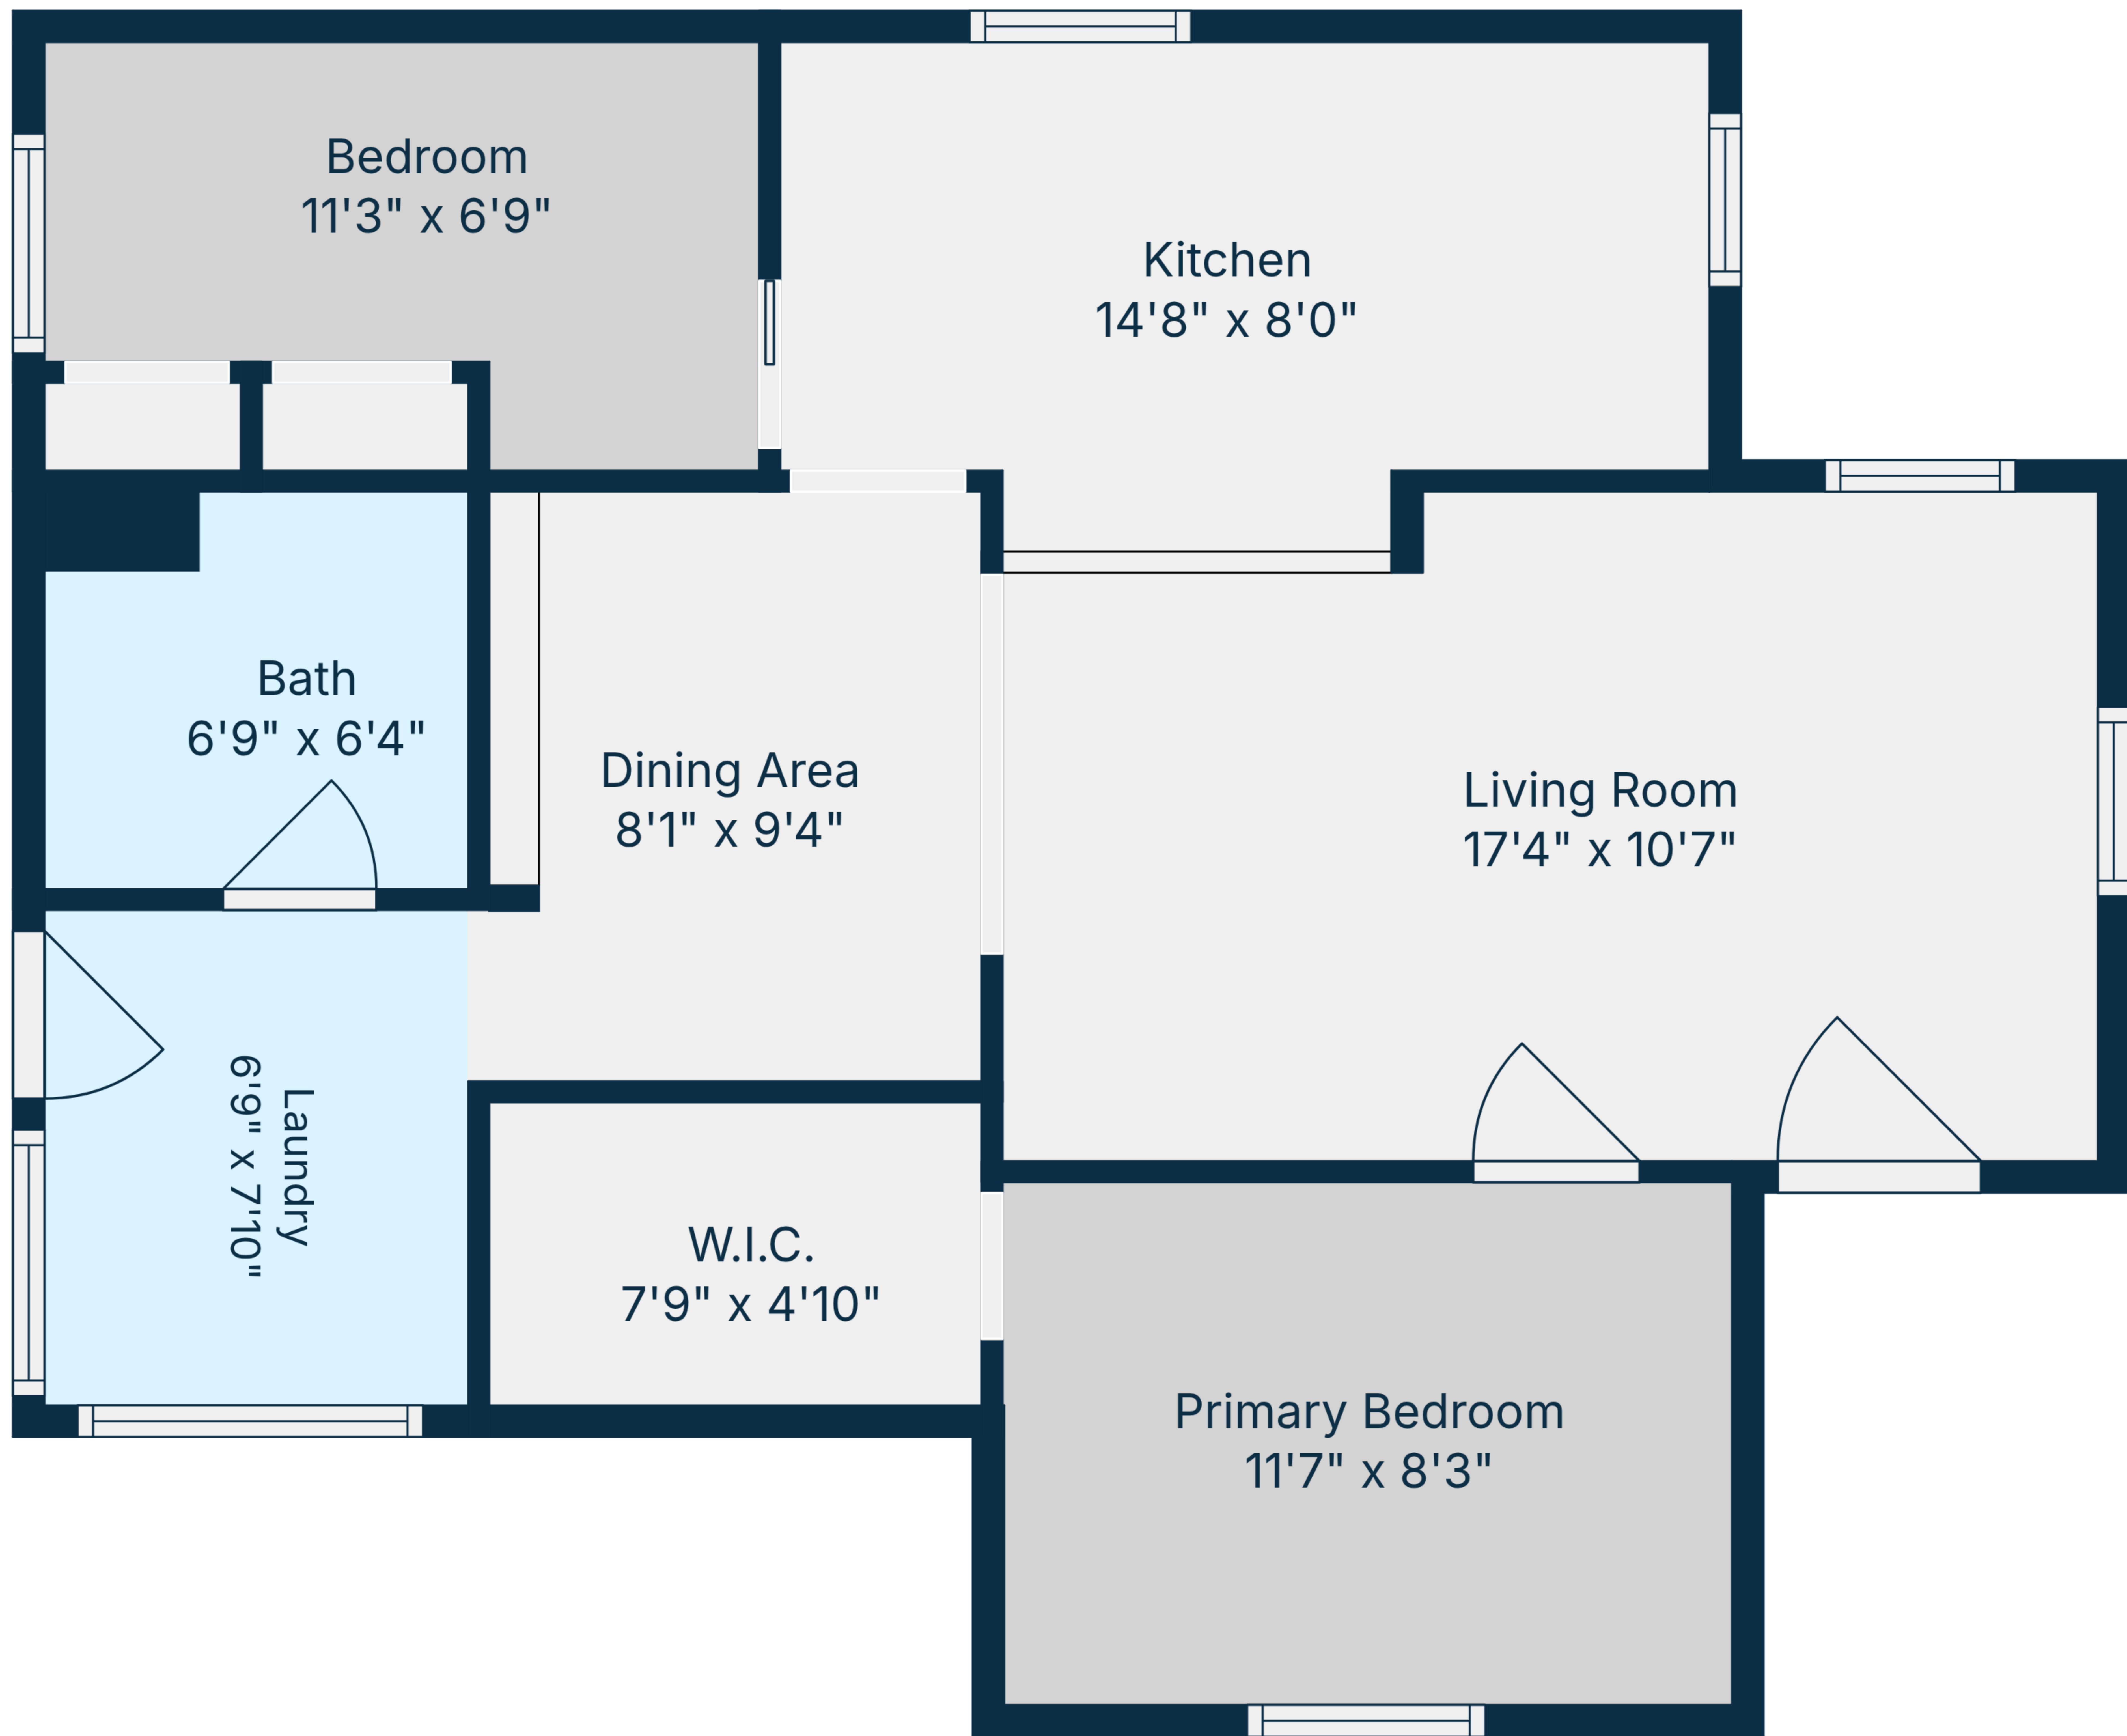 Bedroom
11'3" x 6'9"
Kitchen
14'8" x 8'0"
Bath
6'9" x 6'4"
Dining Area
8'1" x 9'4"
Living Room
17'4" x 10'7"
Laundry
6'9" x 7'10"
W.I.C.
7'9" x 4'10"
Primary Bedroom
11'7" x 8'3"